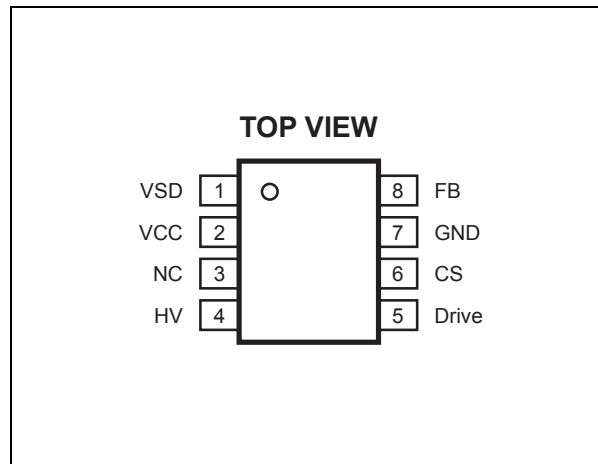 TOP VIEW
VSD 1 8 FB
VCC 2 7 GND
NC 3 6 CS
HV 4 5 Drive